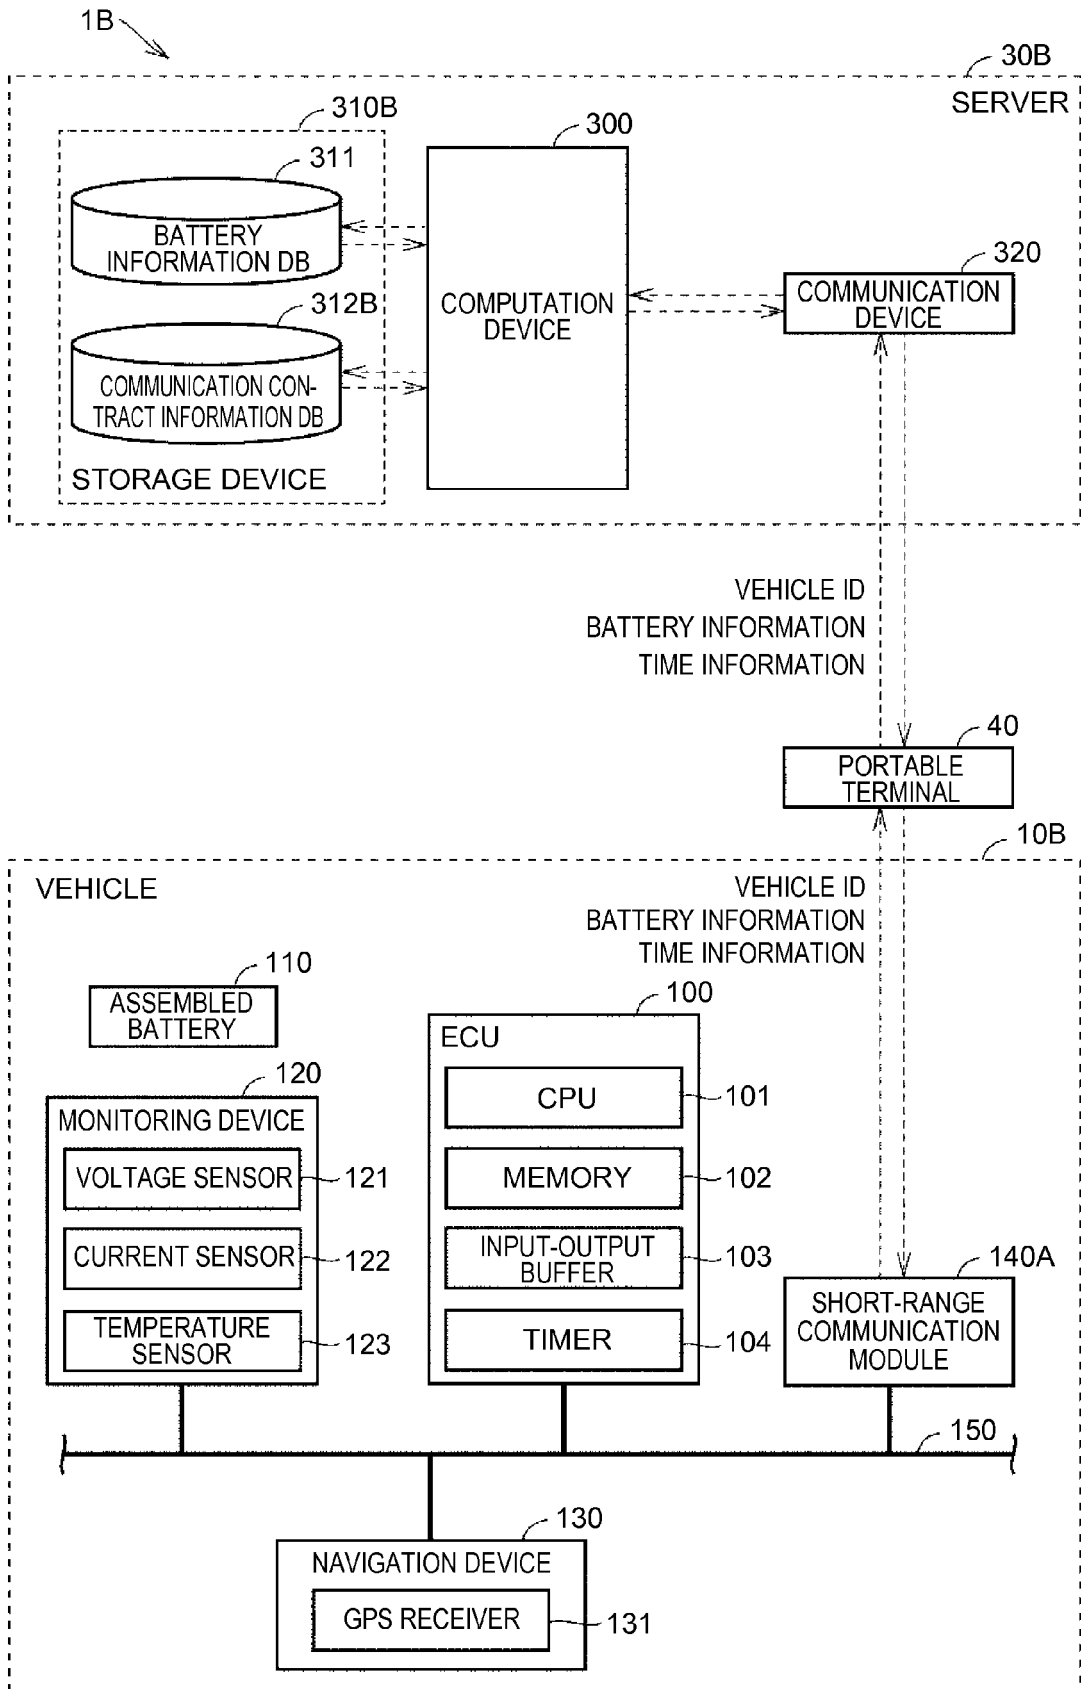 1B
30B
SERVER
310B
300
311
BATTERY
INFORMATION DB
320
COMMUNICATION
DEVICE
COMPUTATION
DEVICE
312B
COMMUNICATION CON-
TRACT INFORMATION DB
STORAGE DEVICE
VEHICLE ID
BATTERY INFORMATION
TIME INFORMATION
40
PORTABLE
TERMINAL
10B
VEHICLE
VEHICLE ID
BATTERY INFORMATION
TIME INFORMATION
110
ASSEMBLED
BATTERY
100
ECU
120
MONITORING DEVICE
CPU
101
VOLTAGE SENSOR
121
MEMORY
102
CURRENT SENSOR
122
INPUT-OUTPUT
BUFFER
103
140A
SHORT-RANGE
COMMUNICATION
MODULE
TEMPERATURE
SENSOR
123
TIMER
104
150
130
NAVIGATION DEVICE
GPS RECEIVER
131